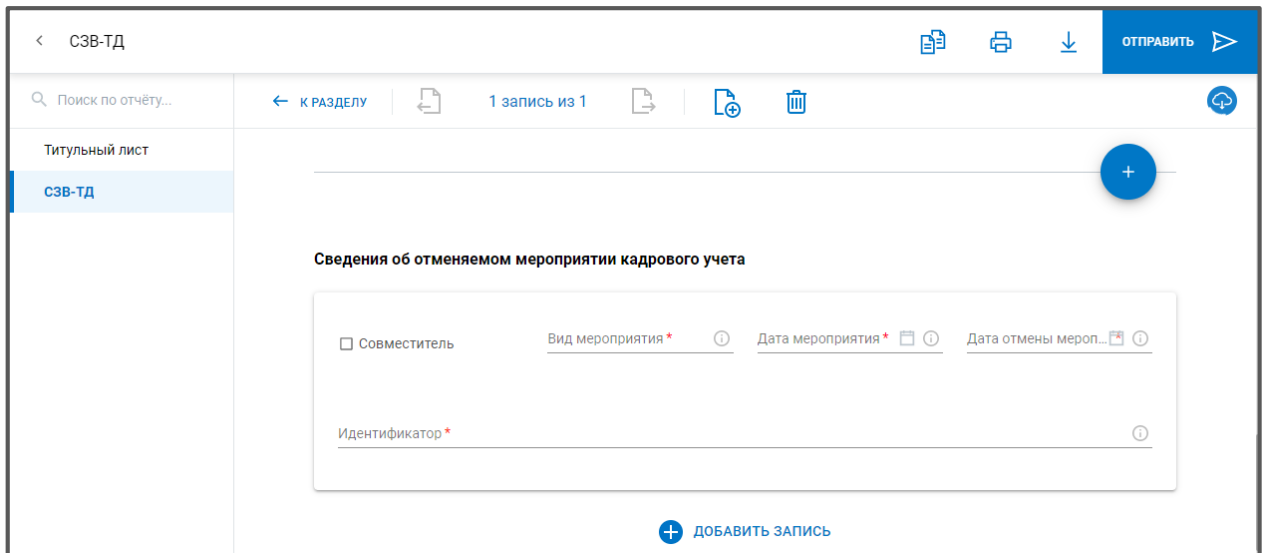 СЗВ-ТД
ОТПРАВИТЬ
Поиск по отчёту...
К РАЗДЕЛУ
1 запись из 1
Титульный лист
СЗВ-ТД
+
Сведения об отменяемом мероприятии кадрового учета
Совместитель
Вид мероприятия *
Дата мероприятия *
Дата отмены мероп... *
Идентификатор *
ДОБАВИТЬ ЗАПИСЬ